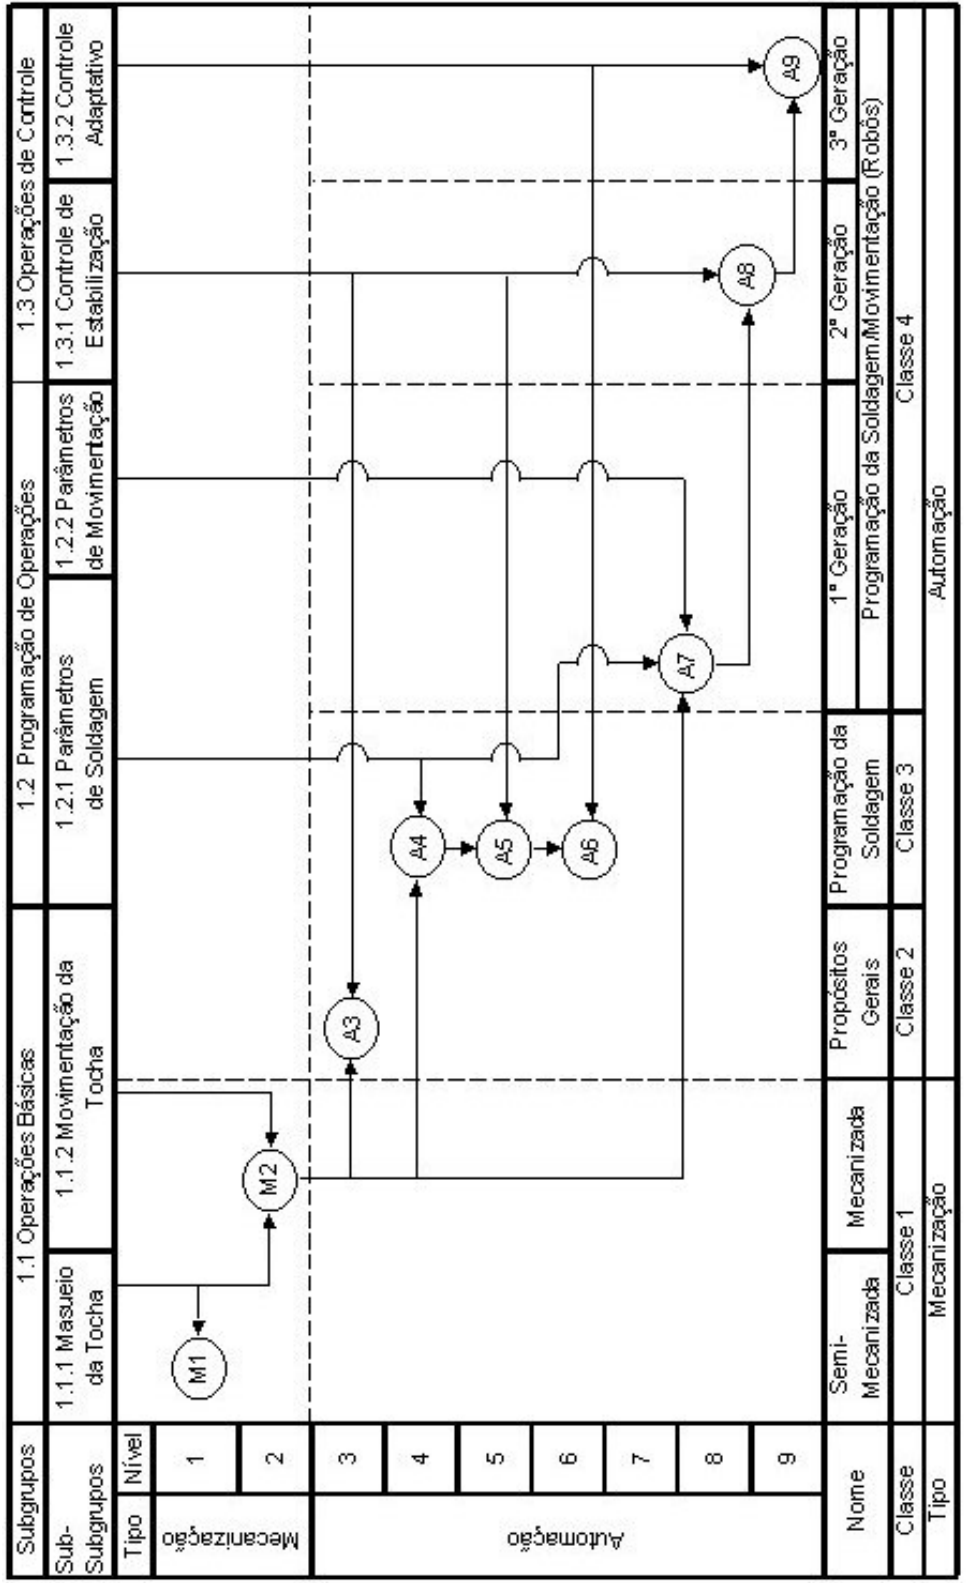 Subgrupos
1.1 Operações Básicas
1.2 Programação de Operações
1.3 Operações de Controle
Sub-
Subgrupos
1.1.1 Masueio
da Tocha
1.1.2 Movimentação da
Tocha
1.2.1 Parâmetros
de Soldagem
1.2.2 Parâmetros
de Movimentação
1.3.1 Controle de
Estabilização
1.3.2 Controle
Adaptativo
Tipo
Nível
Mecanização
1
2
Automação
3
4
5
6
7
8
9
M1
M2
A3
A4
A5
A6
A7
A8
A9
Nome
Semi-
Mecanizada
Mecanizada
Propósitos
Gerais
Programação da
Soldagem
1ª Geração
2ª Geração
3ª Geração
Programação da Soldagem/Movimentação (Robôs)
Classe
Classe 1
Classe 2
Classe 3
Classe 4
Tipo
Mecanização
Automação